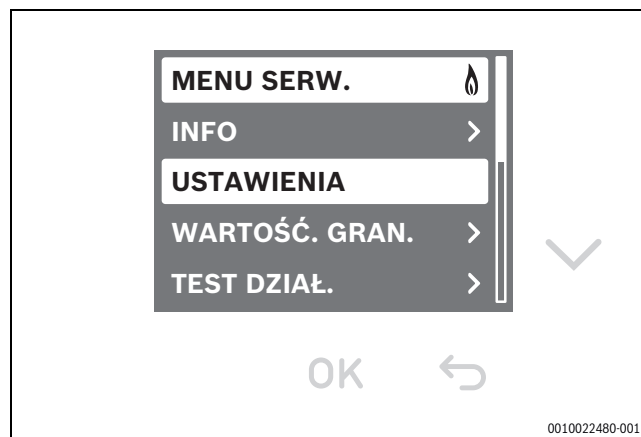 MENU SERW.
INFO
USTAWIENIA
WARTOŚĆ. GRAN.
TEST DZIAŁ.
OK
0010022480-001